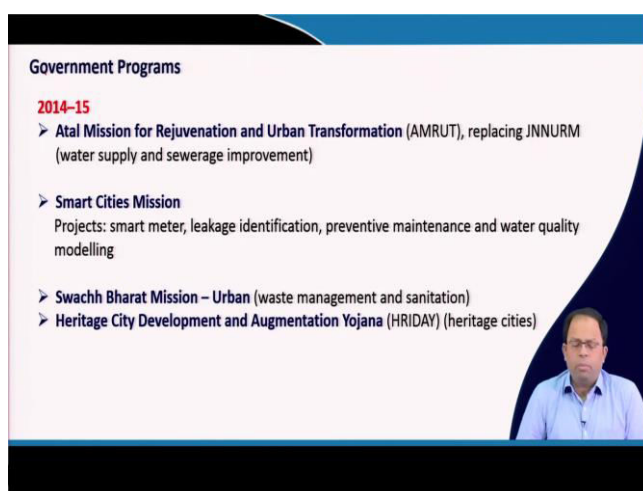 Government Programs
2014–15
➢ Atal Mission for Rejuvenation and Urban Transformation (AMRUT), replacing JNNURM
(water supply and sewerage improvement)
➢ Smart Cities Mission
Projects: smart meter, leakage identification, preventive maintenance and water quality
modelling
➢ Swachh Bharat Mission – Urban (waste management and sanitation)
➢ Heritage City Development and Augmentation Yojana (HRIDAY) (heritage cities)